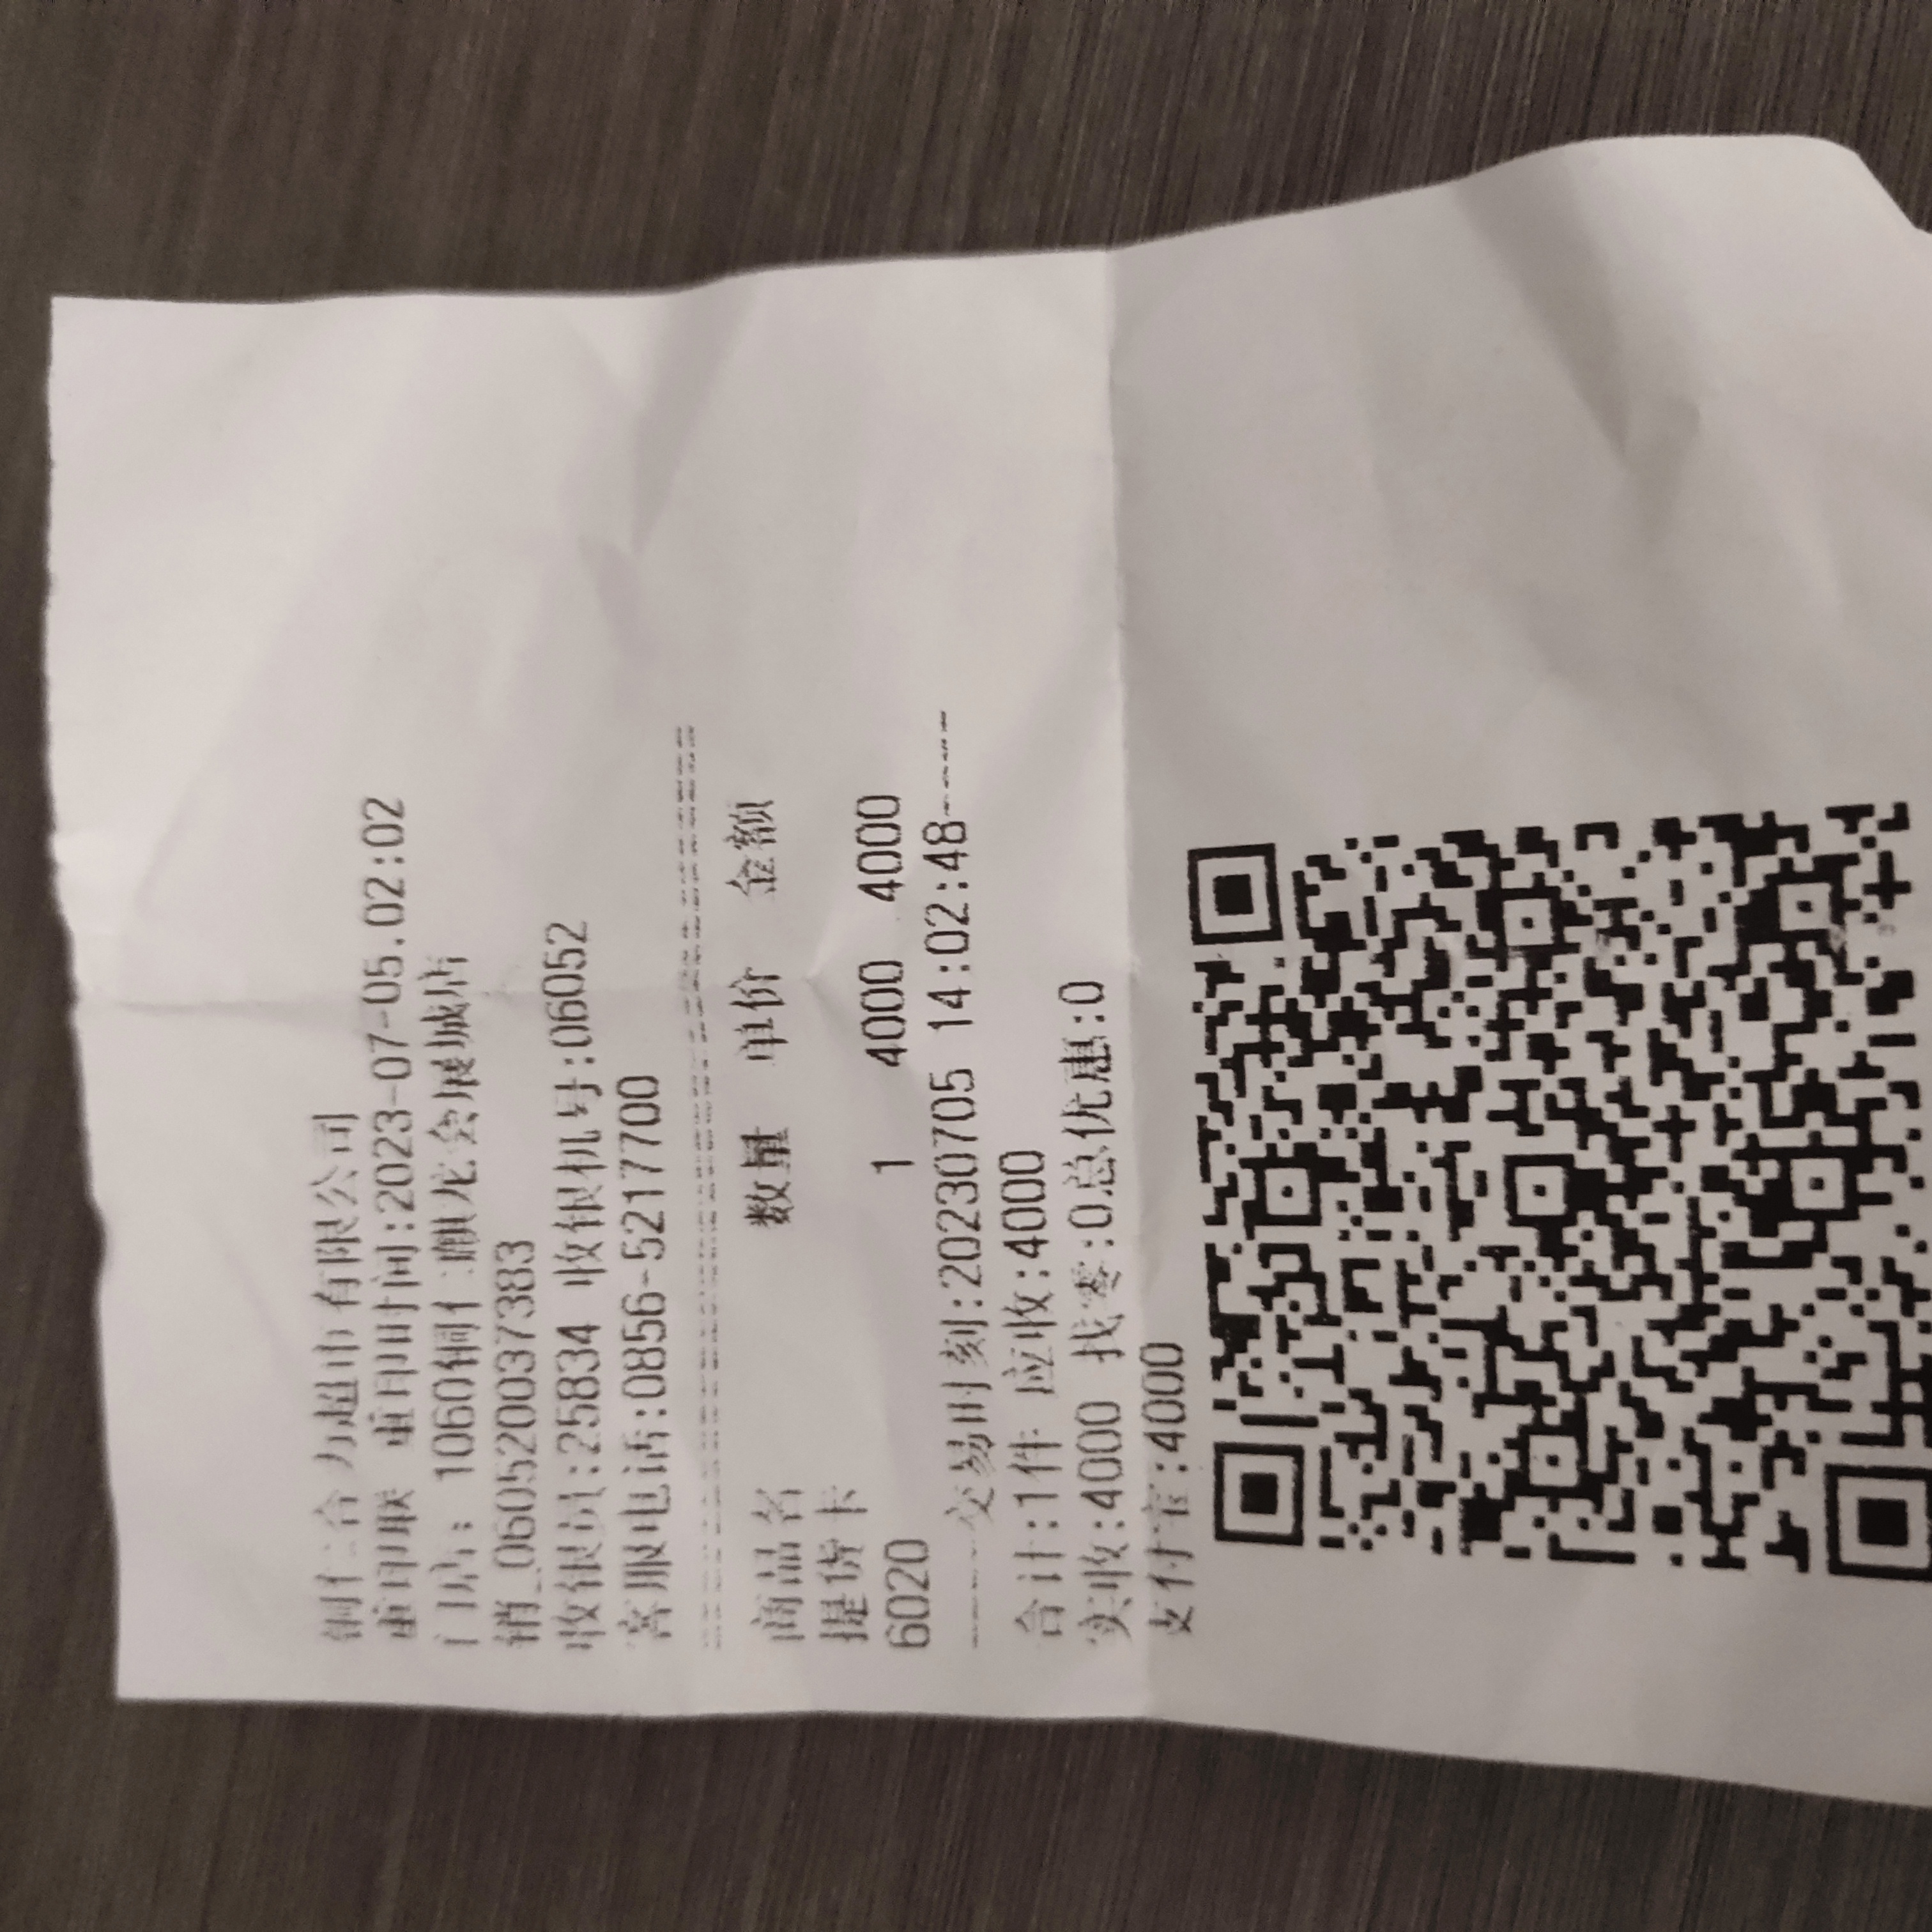 铜仁合力超市有限公司
重印联 重印时间:2023-07-05.02:02
门店: 1060铜仁麒龙会展城店
销_060520037383
收银员:25834 收银机号:06052
客服电话:0856-5217700
商品名 数量 单价 金额
提货卡
6020 1 4000 4000
-----交易时刻:20230705 14:02:48-----
合计:1件 应收:4000
实收:4000 找零:0总优惠:0
支付宝:4000